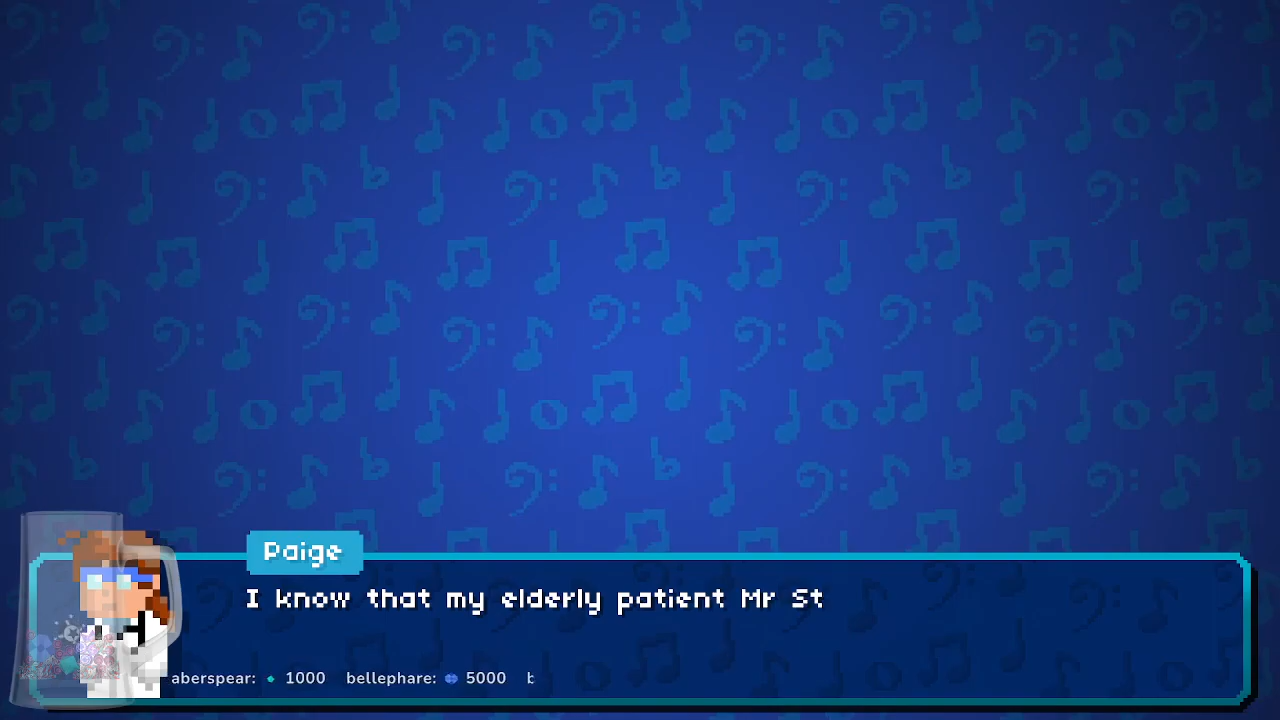 Paige
I know that my elderly patient Mr St
aberspear: 1000 bellephare: 5000